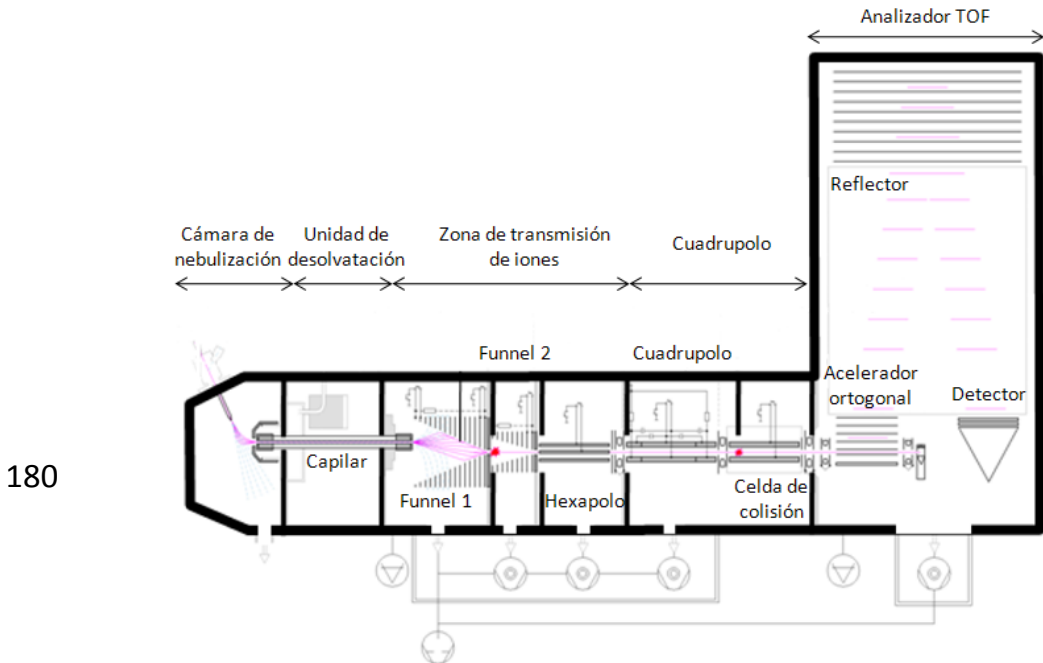 Analizador TOF
Reflector
Cámara de
nebulización
Unidad de
desolvatación
Zona de transmisión
de iones
Cuadrupolo
Funnel 2
Cuadrupolo
Acelerador
ortogonal
Detector
180
Capilar
Funnel 1
Hexapolo
Celda de
colisión